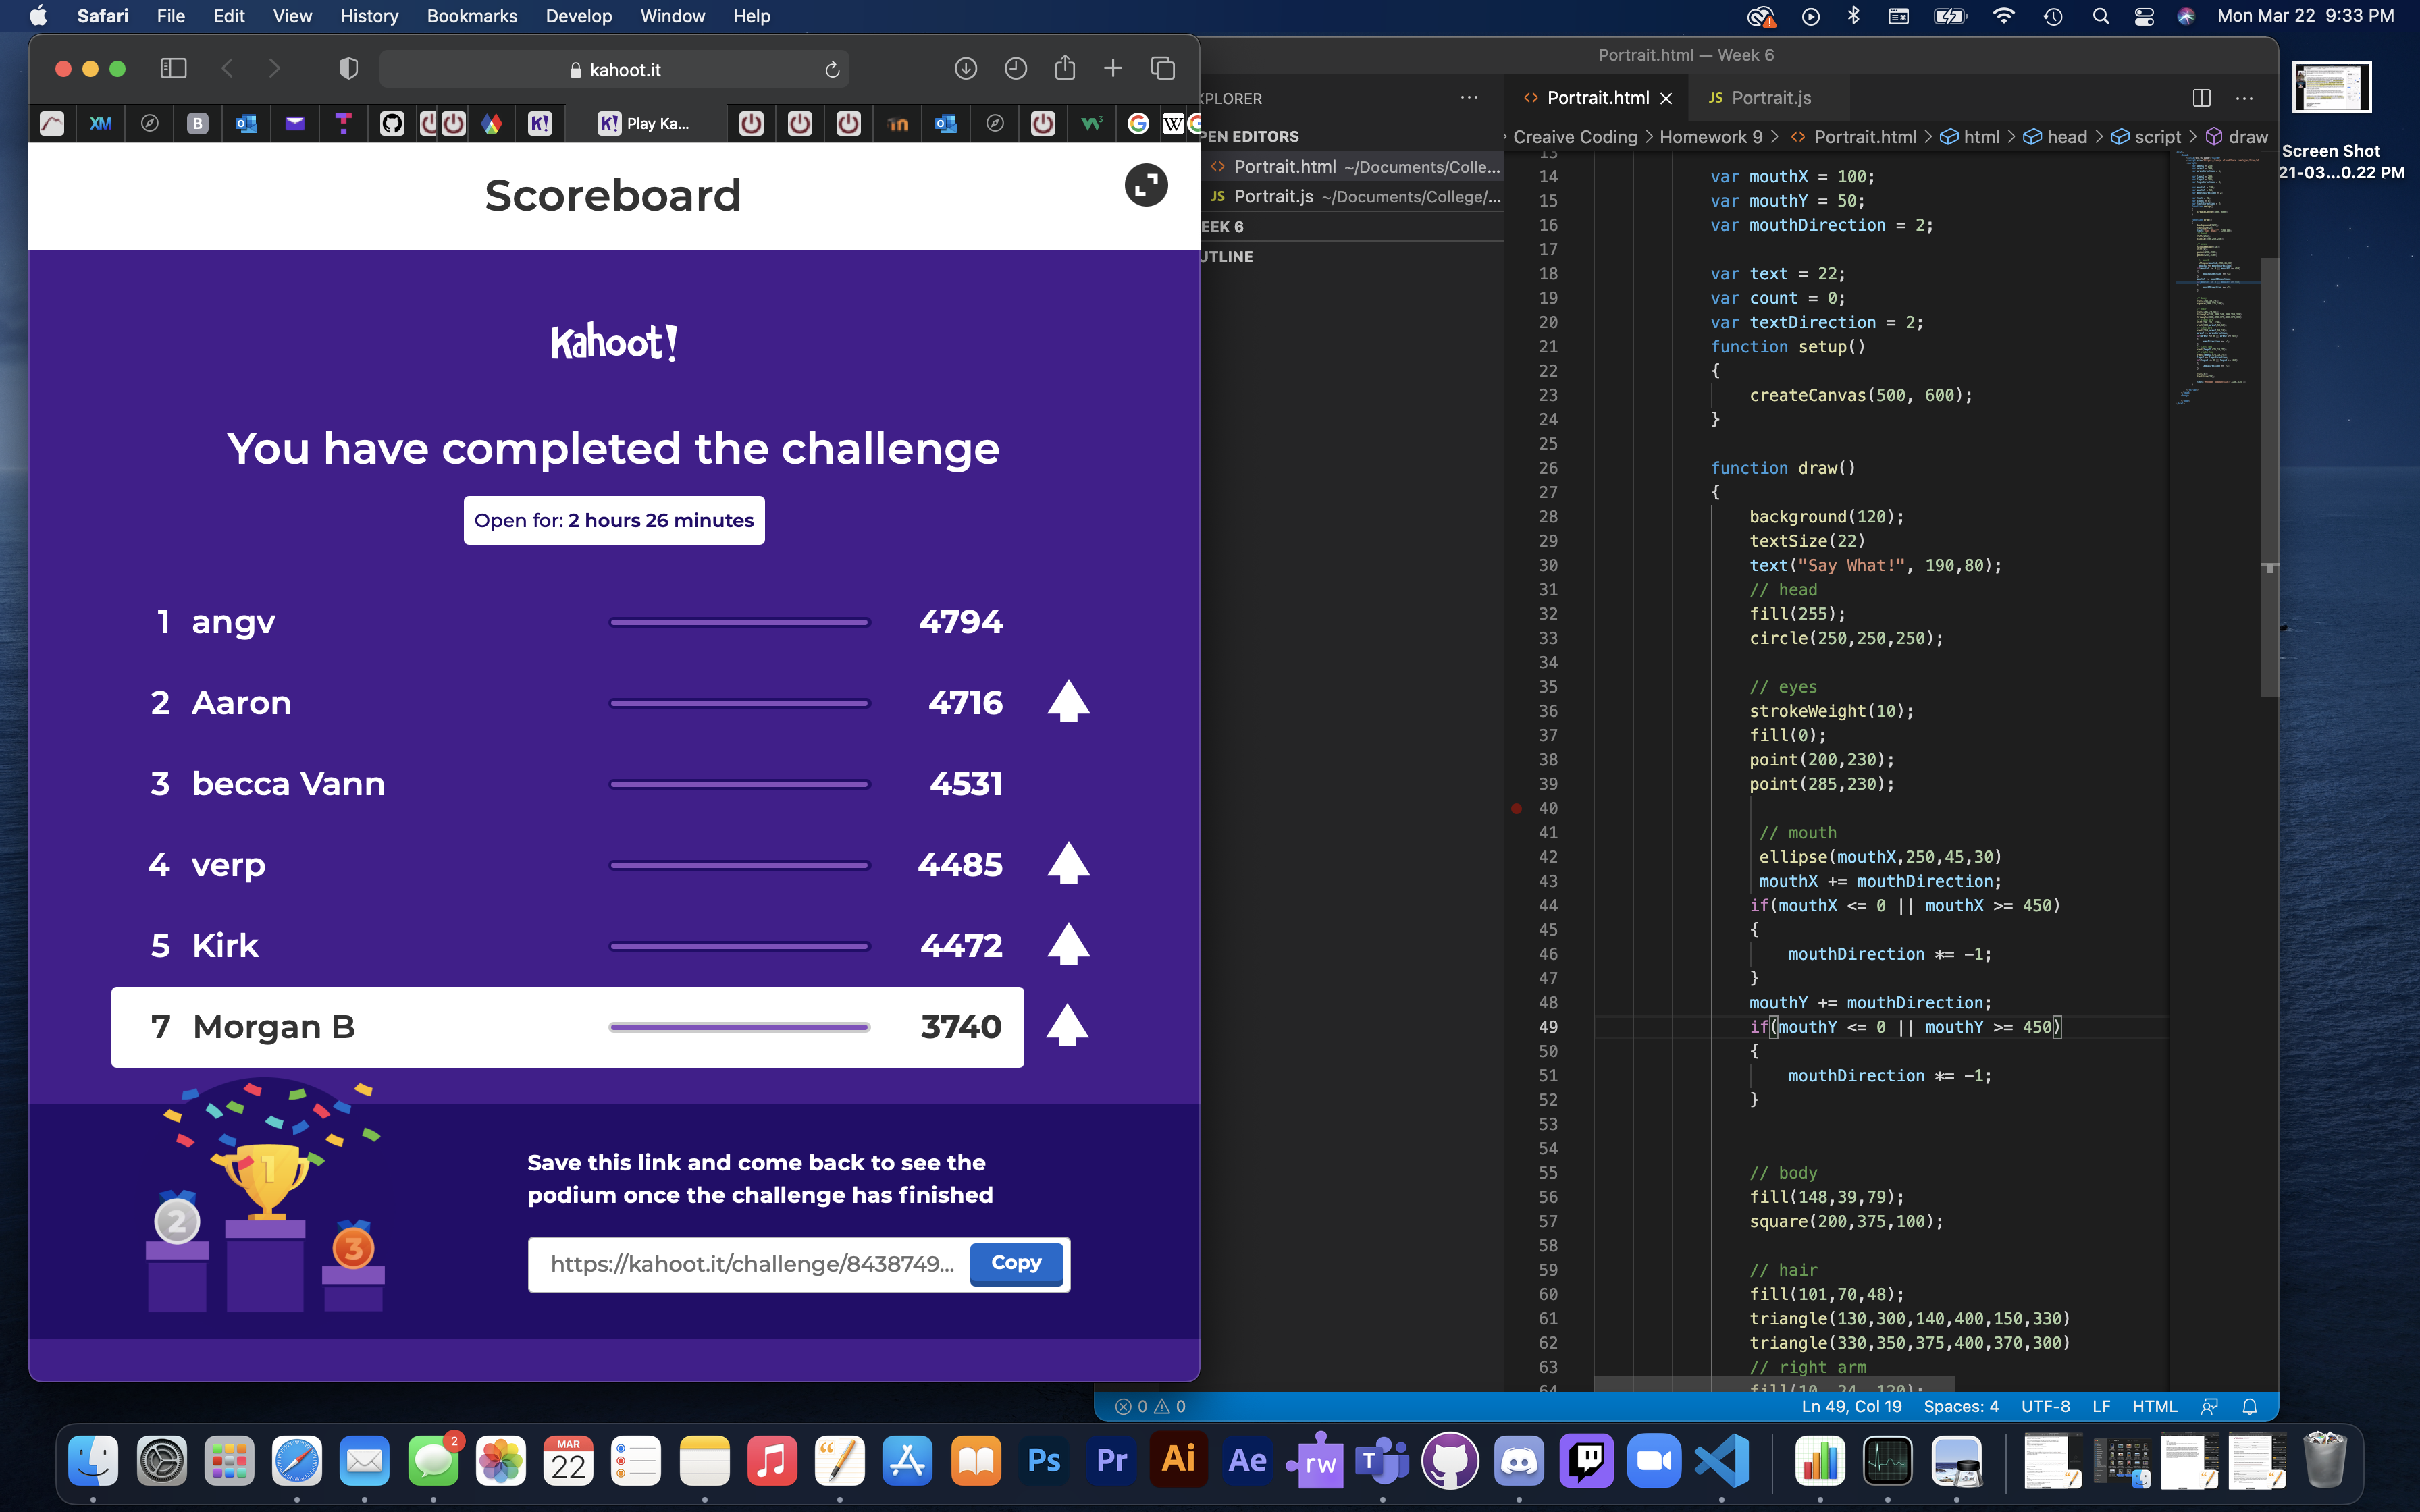 Safari File Edit View History Bookmarks Develop Window Help
Mon Mar 22 9:33 PM
kahoot.it
XM
B
K!
K! Play Ka...
W
Scoreboard
Kahoot!
You have completed the challenge
Open for: 2 hours 26 minutes
1 angv 4794
2 Aaron 4716
3 becca Vann 4531
4 verp 4485
5 Kirk 4472
7 Morgan B 3740
1
2
3
Save this link and come back to see the
podium once the challenge has finished
https://kahoot.it/challenge/8438749... Copy
Portrait.html — Week 6
XPLORER
PEN EDITORS
Portrait.html ~/Documents/Colle...
JS Portrait.js ~/Documents/College/...
EEK 6
UTLINE
Portrait.html
JS Portrait.js
Creaive Coding > Homework 9 > Portrait.html > html > head > script > draw
13
14 var mouthX = 100;
15 var mouthY = 50;
16 var mouthDirection = 2;
17
18 var text = 22;
19 var count = 0;
20 var textDirection = 2;
21 function setup()
22 {
23 createCanvas(500, 600);
24 }
25
26 function draw()
27 {
28 background(120);
29 textSize(22)
30 text("Say What!", 190,80);
31 // head
32 fill(255);
33 circle(250,250,250);
34
35 // eyes
36 strokeWeight(10);
37 fill(0);
38 point(200,230);
39 point(285,230);
40
41 // mouth
42 ellipse(mouthX,250,45,30)
43 mouthX += mouthDirection;
44 if(mouthX <= 0 || mouthX >= 450)
45 {
46 mouthDirection *= -1;
47 }
48 mouthY += mouthDirection;
49 if(mouthY <= 0 || mouthY >= 450)
50 {
51 mouthDirection *= -1;
52 }
53
54
55 // body
56 fill(148,39,79);
57 square(200,375,100);
58
59 // hair
60 fill(101,70,48);
61 triangle(130,300,140,400,150,330)
62 triangle(330,350,375,400,370,300)
63 // right arm
64 fill(10, 24, 120);
0 0
Ln 49, Col 19 Spaces: 4 UTF-8 LF HTML
Screen Shot
21-03...0.22 PM
2
MAR
22
Ps
Pr
Ai
Ae
rw
T